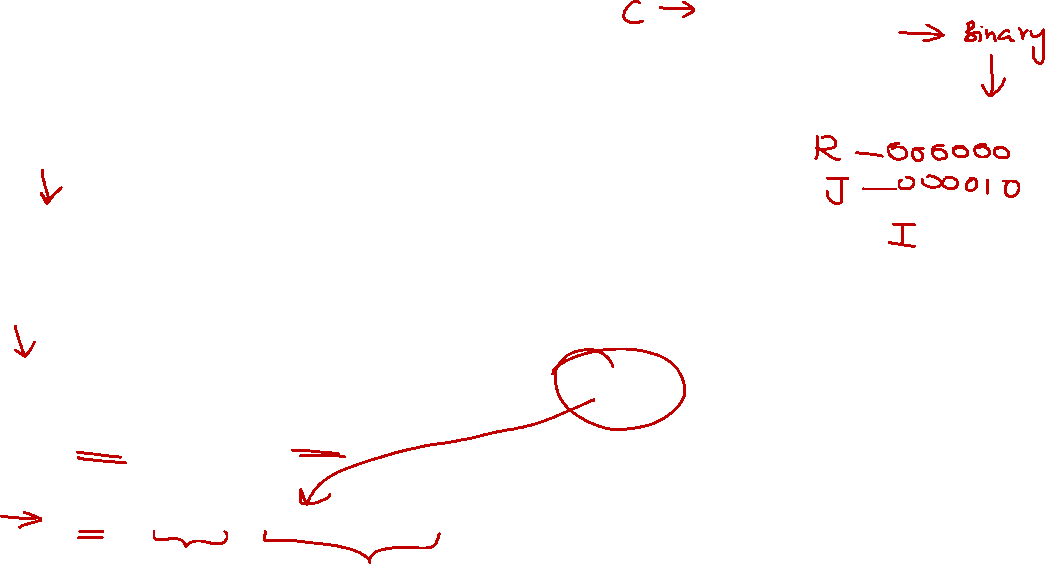 C →
→ Binary
↓
R — 000000
J — 000010
I